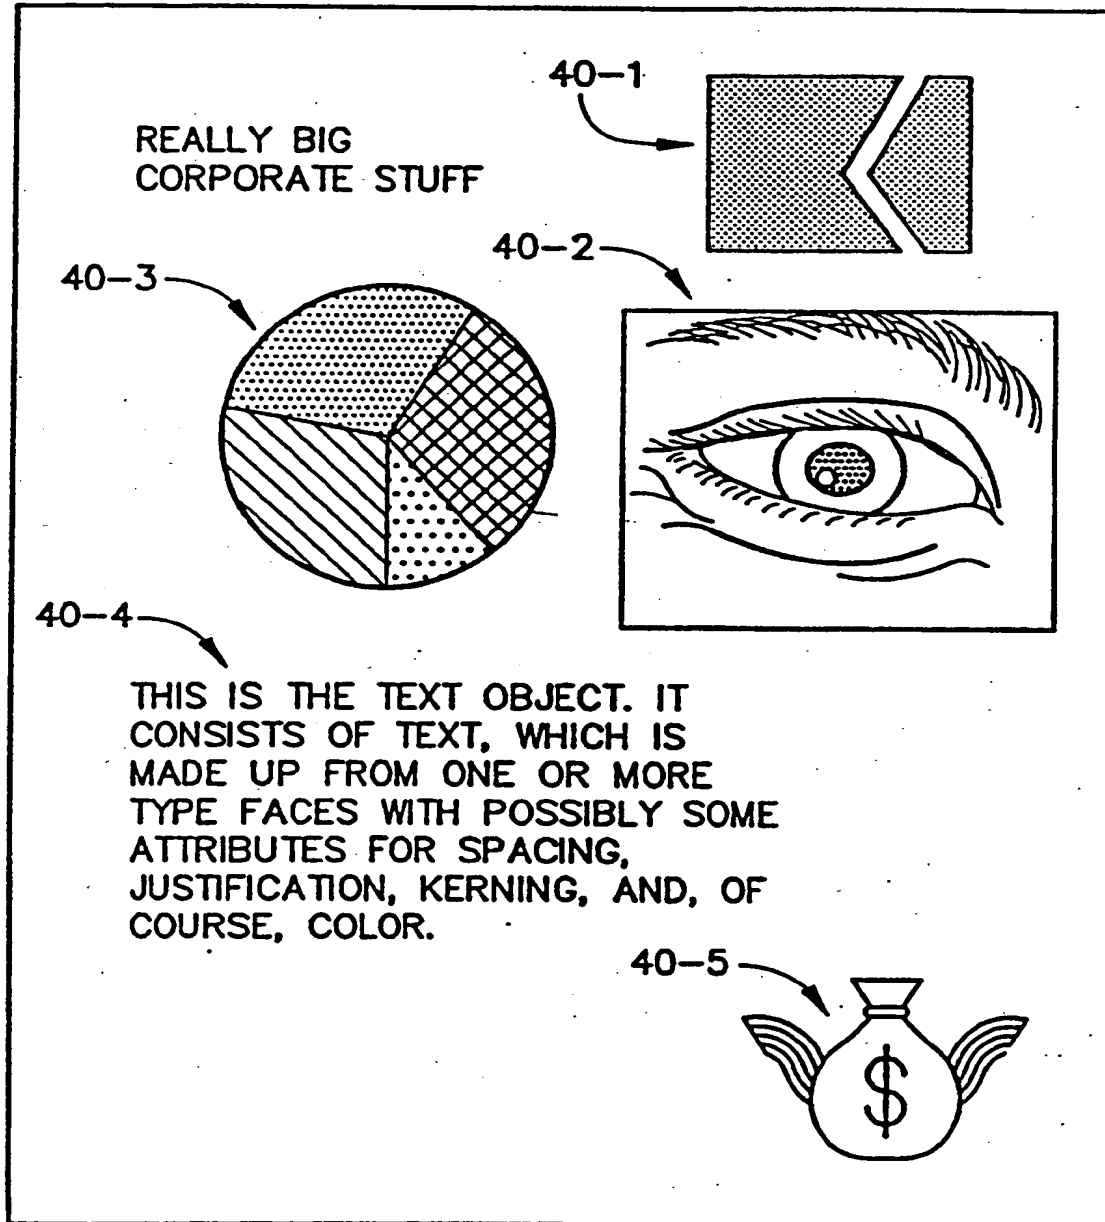 40-1
REALLY BIG
CORPORATE STUFF
40-2
40-3
40-4
THIS IS THE TEXT OBJECT. IT
CONSISTS OF TEXT, WHICH IS
MADE UP FROM ONE OR MORE
TYPE FACES WITH POSSIBLY SOME
ATTRIBUTES FOR SPACING,
JUSTIFICATION, KERNING, AND, OF
COURSE, COLOR.
40-5
$